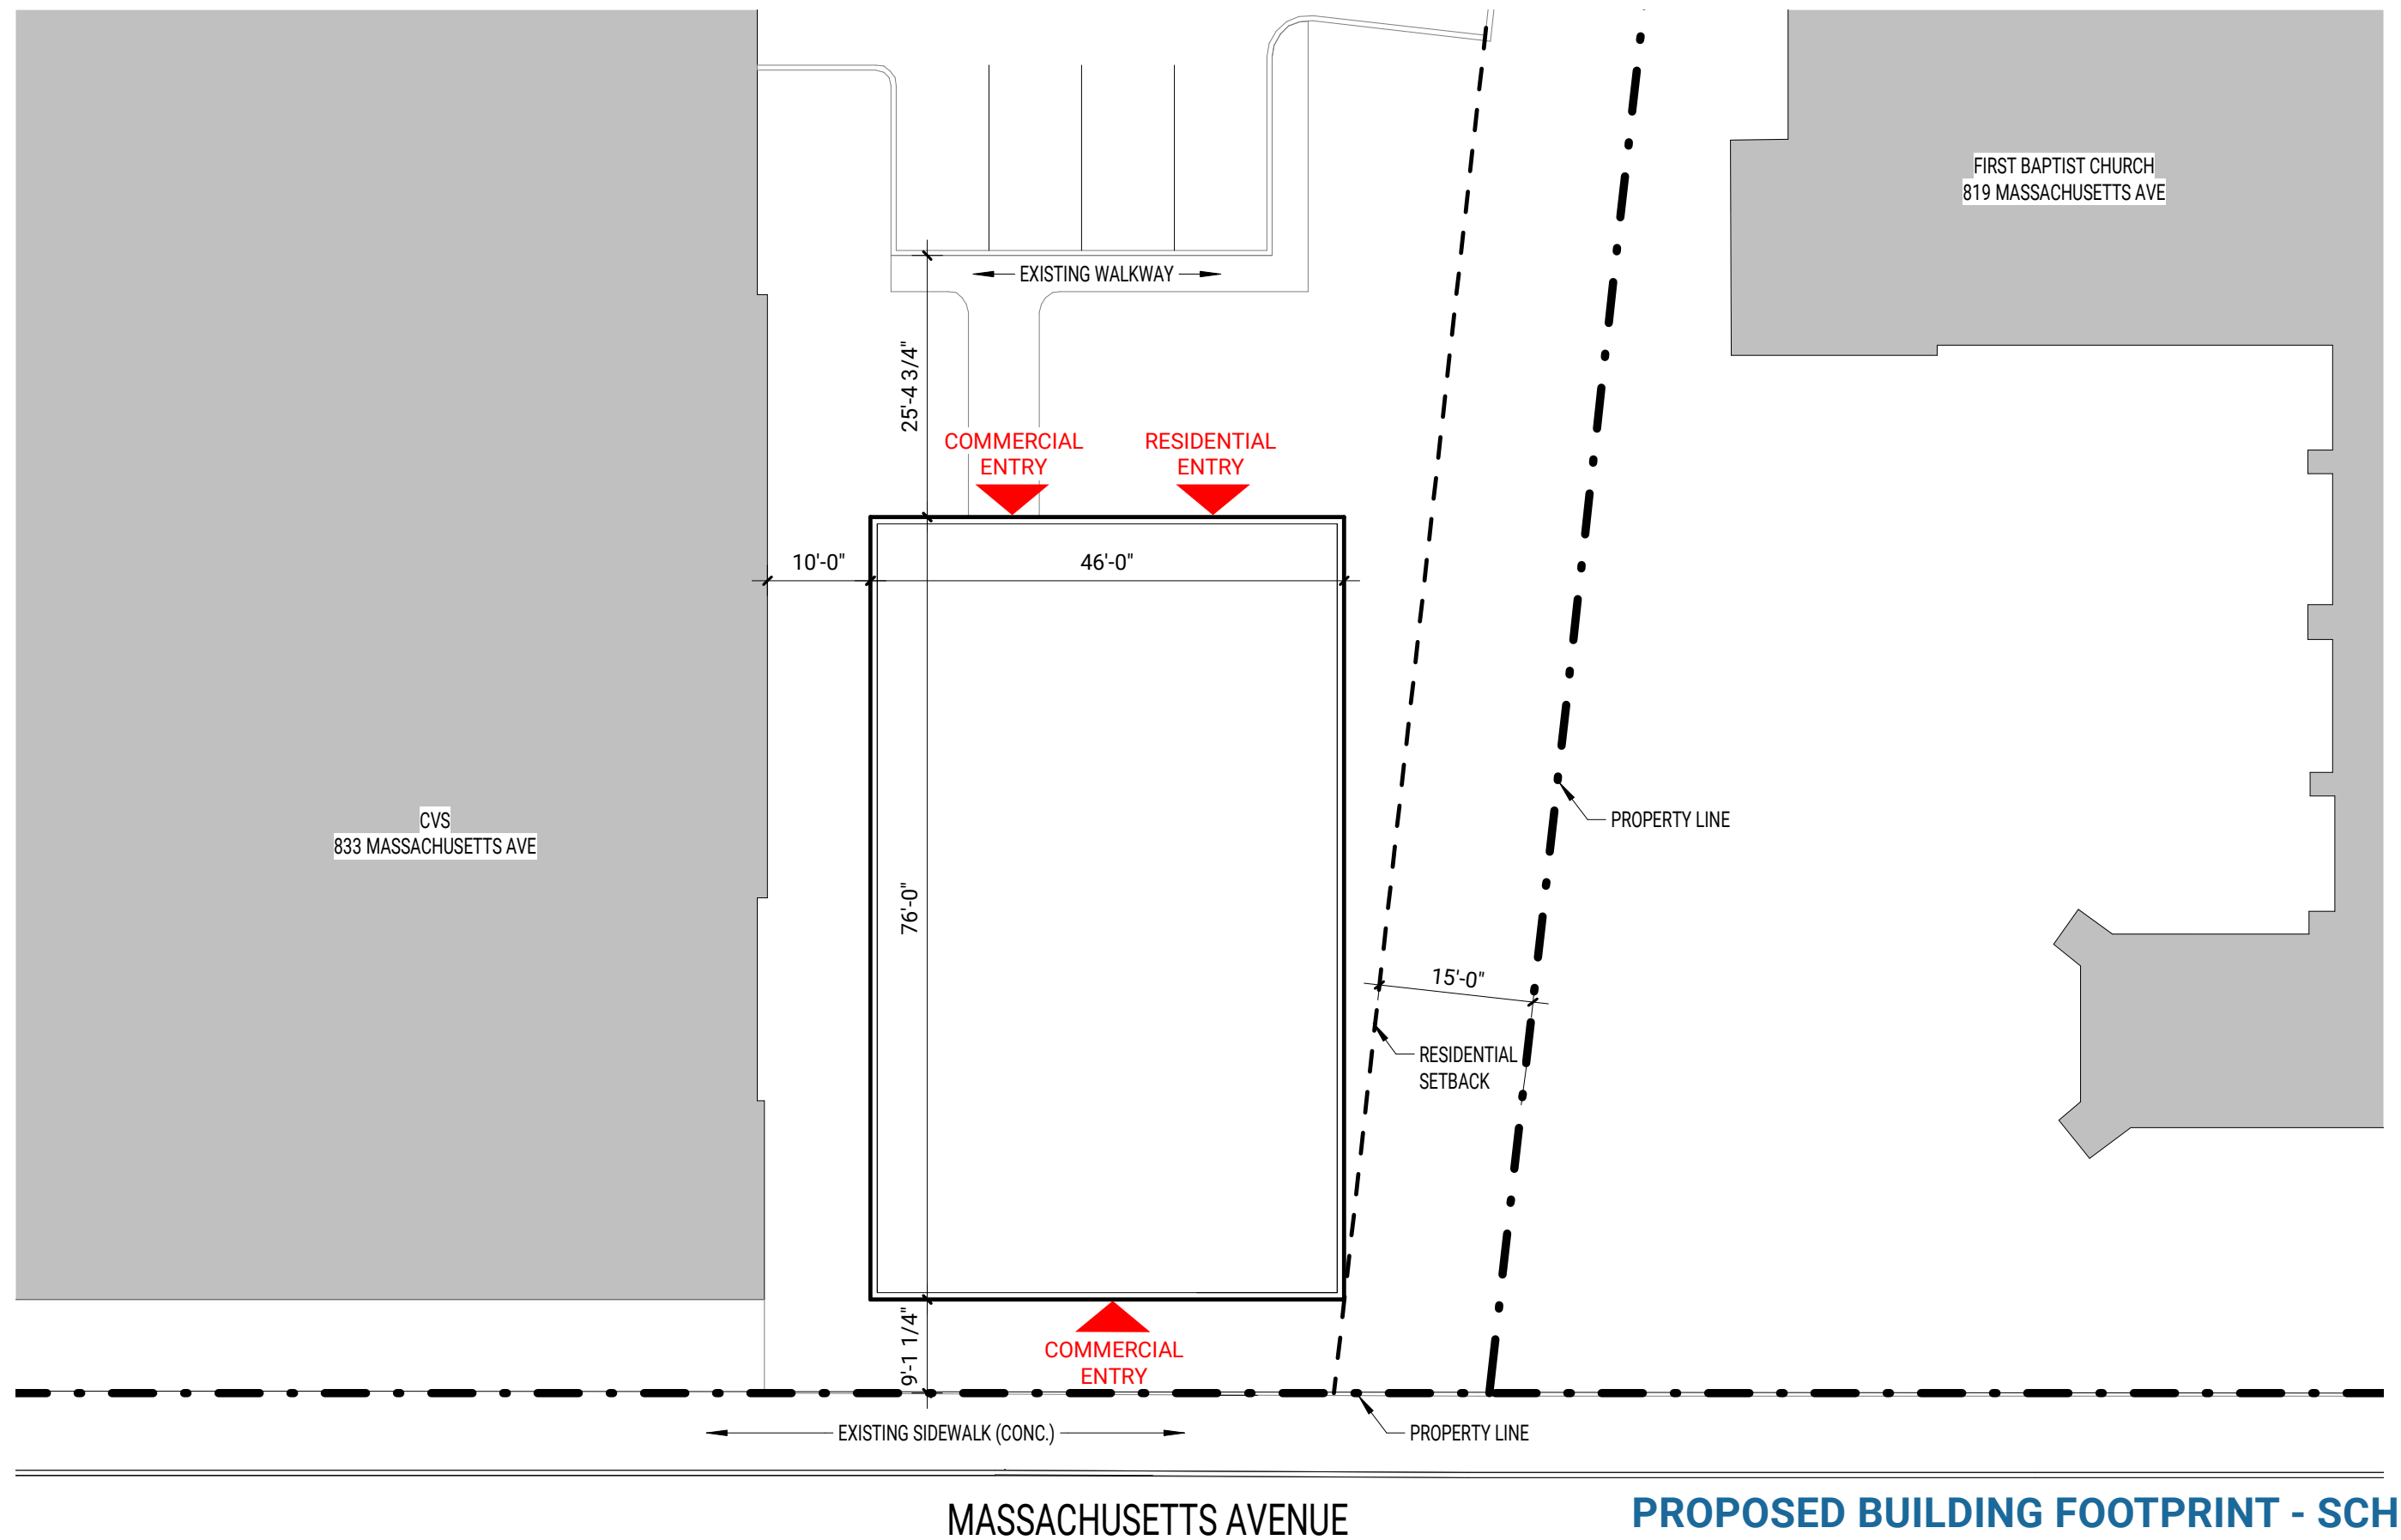 FIRST BAPTIST CHURCH
819 MASSACHUSETTS AVE
EXISTING WALKWAY
25'-4 3/4"
COMMERCIAL
ENTRY
RESIDENTIAL
ENTRY
10'-0"
46'-0"
CVS
833 MASSACHUSETTS AVE
PROPERTY LINE
76'-0"
15'-0"
RESIDENTIAL
SETBACK
9'-1 1/4"
COMMERCIAL
ENTRY
EXISTING SIDEWALK (CONC.)
PROPERTY LINE
MASSACHUSETTS AVENUE
PROPOSED BUILDING FOOTPRINT - SCH